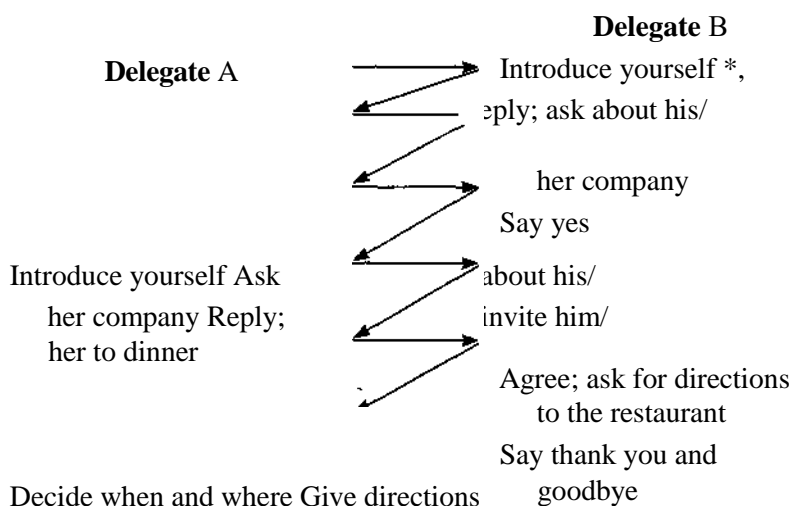 Delegate B
Delegate A
Introduce yourself *,
eply; ask about his/
her company
Say yes
Introduce yourself Ask
about his/
her company Reply;
invite him/
her to dinner
Agree; ask for directions
to the restaurant
Say thank you and
Decide when and where Give directions
goodbye